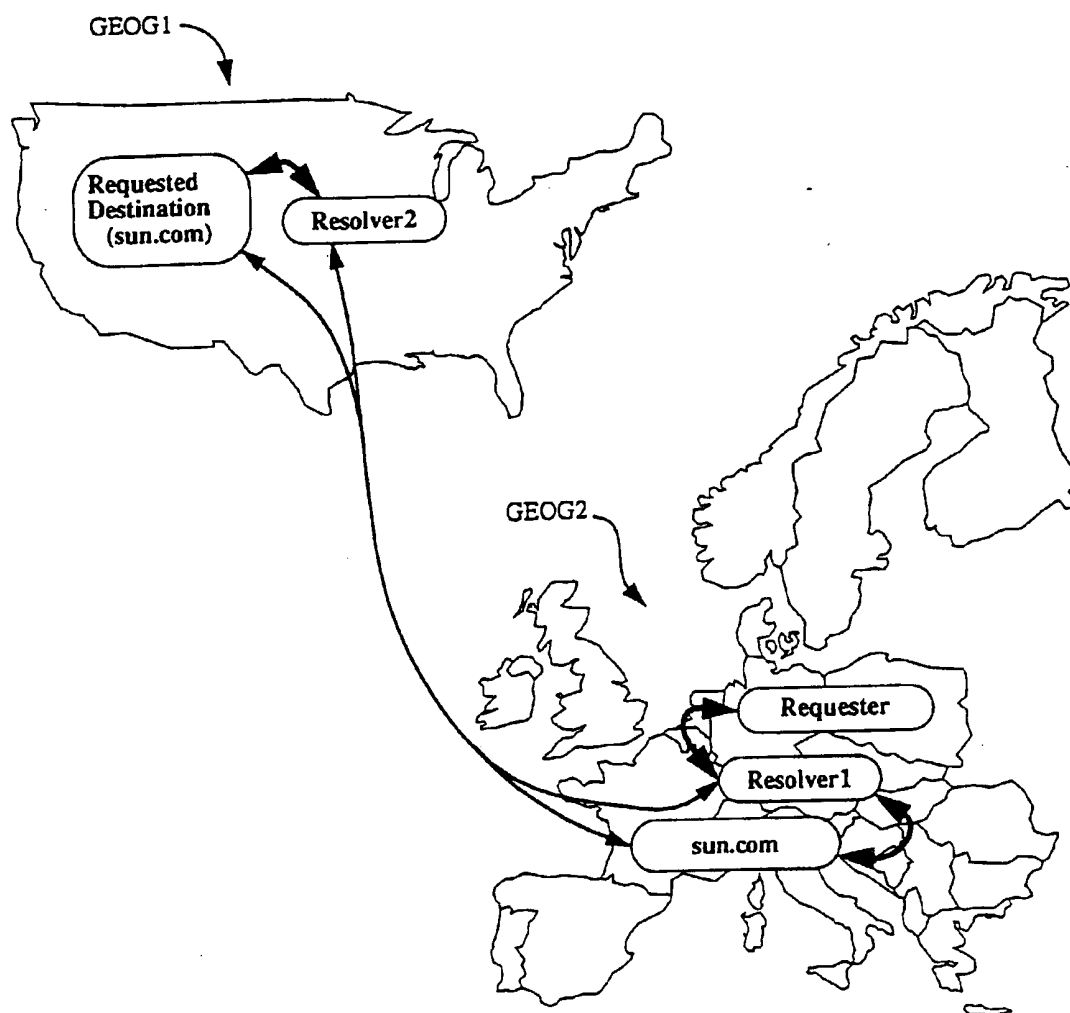 GEOG1
Requested
Destination
(sun.com)
Resolver2
GEOG2
Requester
Resolver1
sun.com